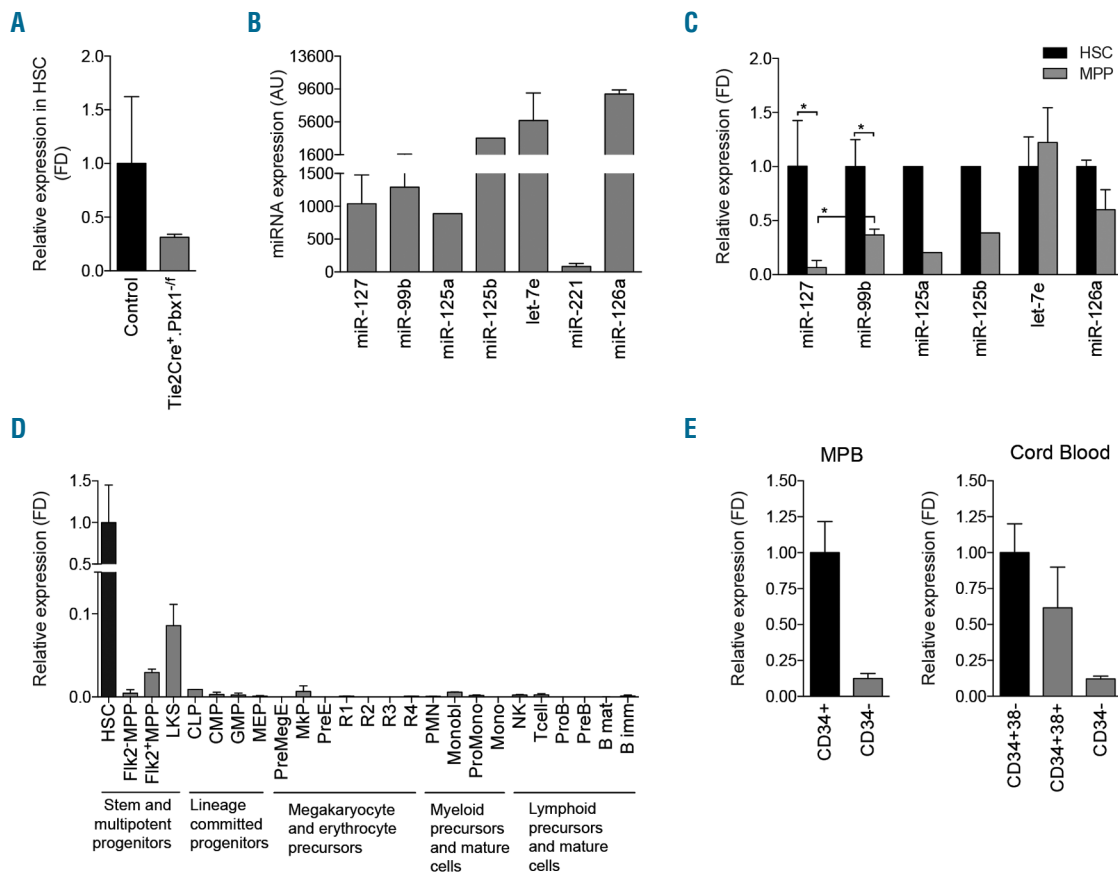 A
Relative expression in HSC
(FD)
2.0
1.5
1.0
0.5
0.0
Control
Tie2Cre+.Pbx1-/f
B
miRNA expression (AU)
13600
9600
5600
1600
1500
1000
500
0
miR-127
miR-99b
miR-125a
miR-125b
let-7e
miR-221
miR-126a
C
HSC
MPP
Relative expression (FD)
2.0
1.5
1.0
0.5
0.0
*
*
*
miR-127
miR-99b
miR-125a
miR-125b
let-7e
miR-126a
D
Relative expression (FD)
1.5
1.0
0.5
0.1
0.0
HSC
Flk2-MPP
Flk2+MPP
LKS
CLP
CMP
GMP
MEP
PreMegE
MkP
PreE
R1
R2
R3
R4
PMN
Monobl
ProMono
Mono
NK
Tcell
ProB
PreB
B mat
B imm
Stem and
multipotent
progenitors
Lineage
committed
progenitors
Megakaryocyte
and erythrocyte
precursors
Myeloid
precursors
and mature
cells
Lymphoid
precursors
and mature
cells
E
MPB
Relative expression (FD)
1.50
1.25
1.00
0.75
0.50
0.25
0.00
CD34+
CD34-
Cord Blood
Relative expression (FD)
1.50
1.25
1.00
0.75
0.50
0.25
0.00
CD34+38-
CD34+38+
CD34-